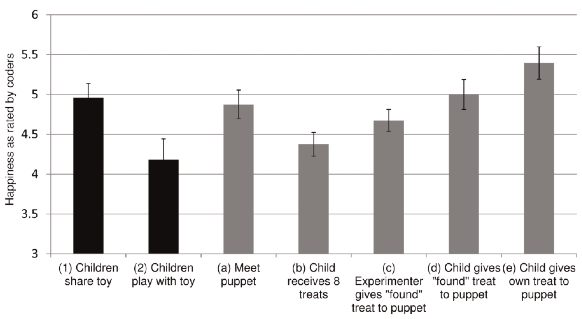 6
5.5
5
4.5
4
3.5
3
Happiness as rated by coders
(1) Children
share toy
(2) Children
play with toy
(a) Meet
puppet
(b) Child
receives 8
treats
(c)
Experimenter
gives "found"
treat to puppet
(d) Child gives
"found" treat
to puppet
(e) Child gives
own treat to
puppet